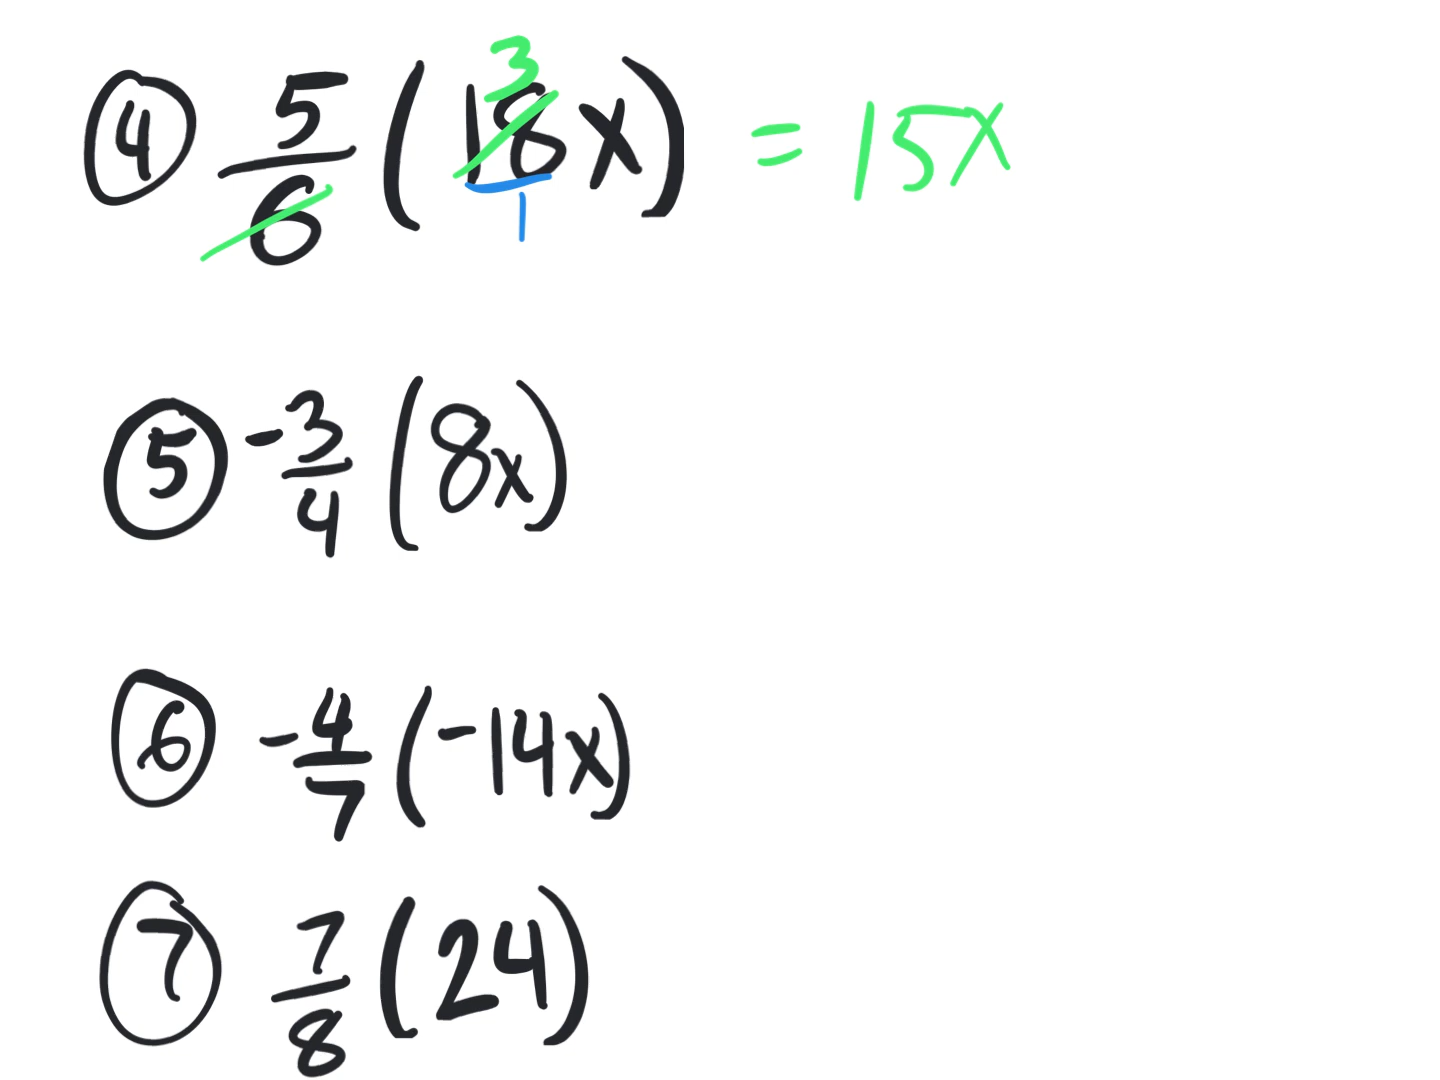 ④ 5/6 (18x) 3 /1 = 15x
⑤ -3/4 (8x)
⑥ -4/7 (-14x)
⑦ 7/8 (24)